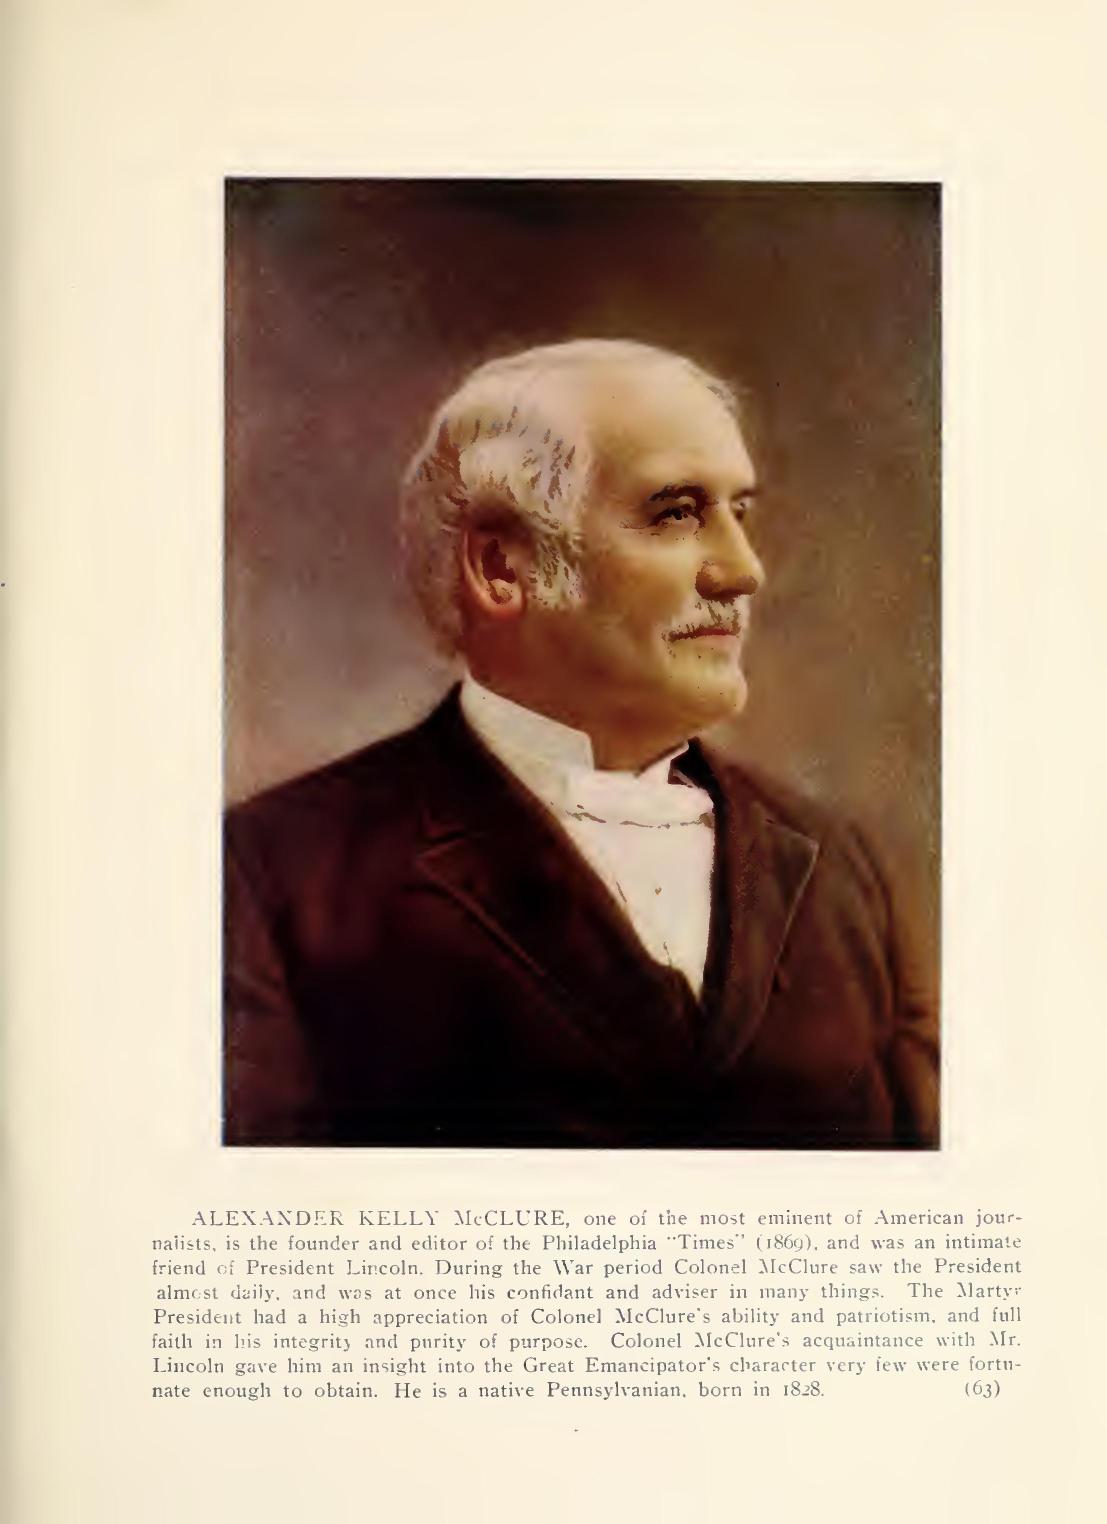 ALEXANDER KELLY McCLURE, one of the most eminent of American jour-
nalists, is the founder and editor of the Philadelphia "Times" (1869), and was an intimate
friend of President Lincoln. During the War period Colonel McClure saw the President
almost daily, and was at once his confidant and adviser in many things. The Martyr
President had a high appreciation of Colonel McClure's ability and patriotism, and full
faith in his integrity and purity of purpose. Colonel McClure's acquaintance with Mr.
Lincoln gave him an insight into the Great Emancipator's character very few were fortu-
nate enough to obtain. He is a native Pennsylvanian, born in 1828. (63)